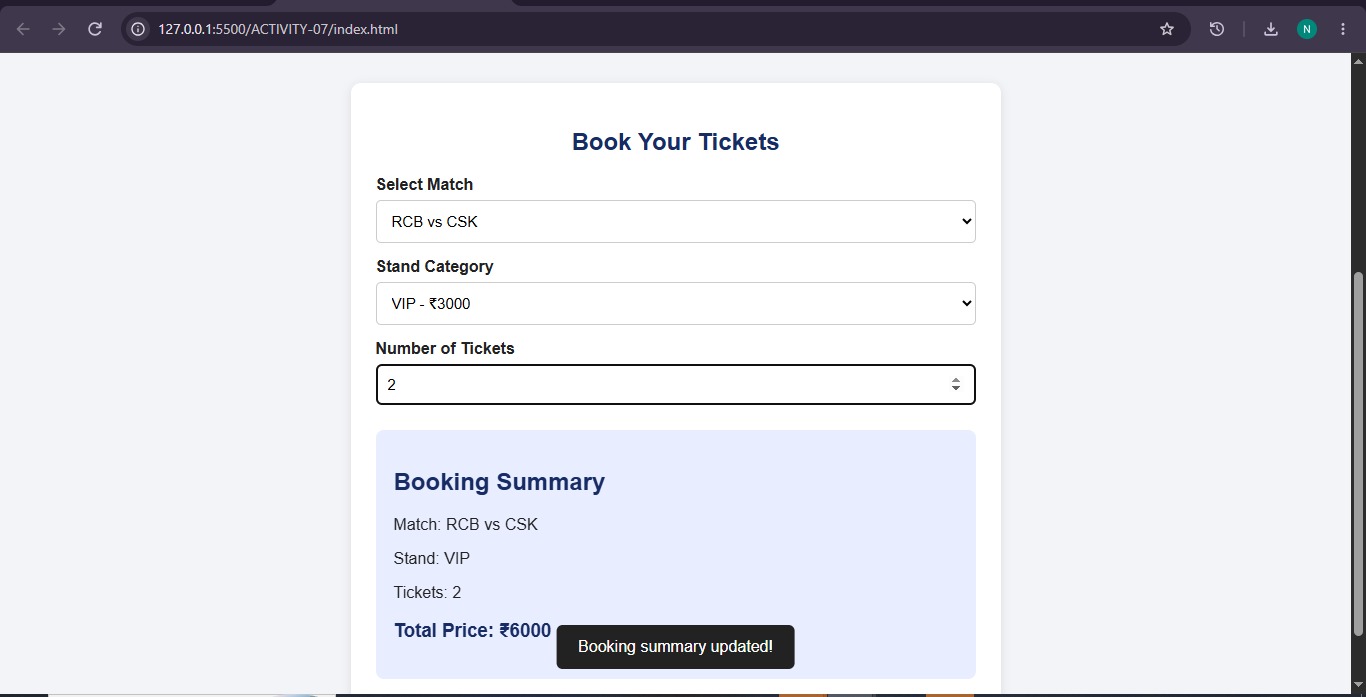 127.0.0.1:5500/ACTIVITY-07/index.html
N
Book Your Tickets
Select Match
RCB vs CSK
Stand Category
VIP - ₹3000
Number of Tickets
2
Booking Summary
Match: RCB vs CSK
Stand: VIP
Tickets: 2
Total Price: ₹6000
Booking summary updated!